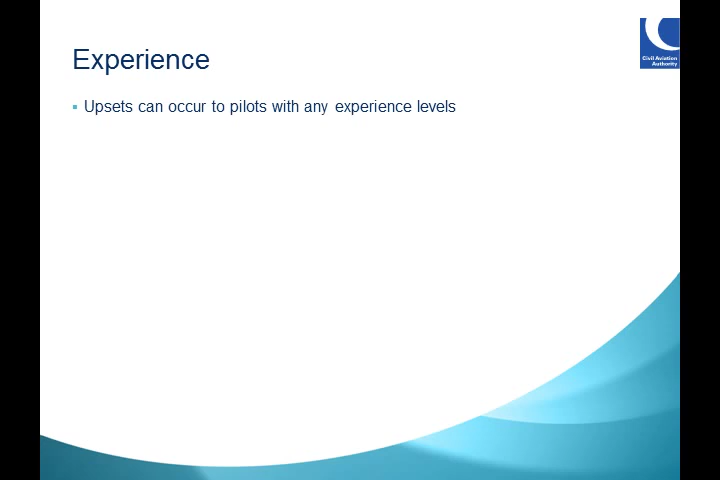 Experience
Civil Aviation
Authority
Upsets can occur to pilots with any experience levels